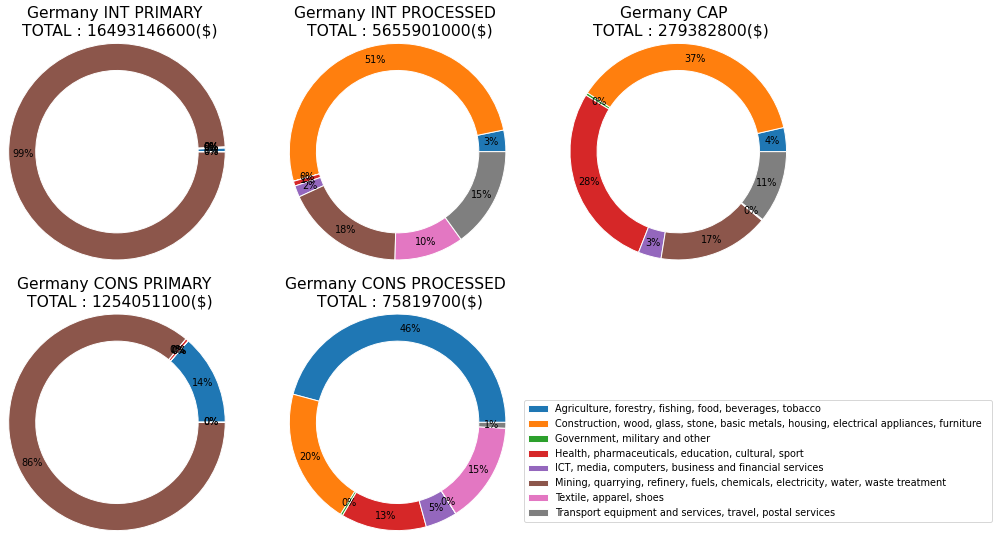 Germany INT PRIMARY
TOTAL : 16493146600($)
99%
0%
Germany INT PROCESSED
TOTAL : 5655901000($)
51%
3%
0%
1%
2%
18%
10%
15%
Germany CAP
TOTAL : 279382800($)
37%
4%
0%
28%
3%
17%
0%
11%
Germany CONS PRIMARY
TOTAL : 1254051100($)
14%
0%
86%
0%
Germany CONS PROCESSED
TOTAL : 75819700($)
46%
20%
0%
13%
5%
0%
15%
1%
Agriculture, forestry, fishing, food, beverages, tobacco
Construction, wood, glass, stone, basic metals, housing, electrical appliances, furniture
Government, military and other
Health, pharmaceuticals, education, cultural, sport
ICT, media, computers, business and financial services
Mining, quarrying, refinery, fuels, chemicals, electricity, water, waste treatment
Textile, apparel, shoes
Transport equipment and services, travel, postal services